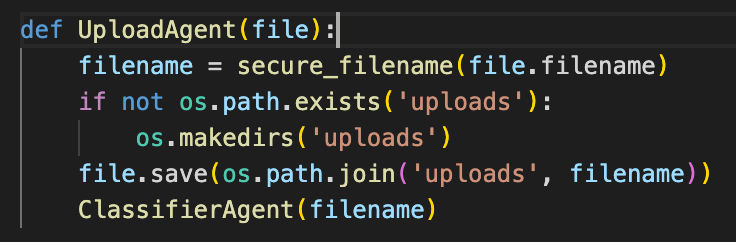 def UploadAgent(file):
    filename = secure_filename(file.filename)
    if not os.path.exists('uploads'):
        os.makedirs('uploads')
    file.save(os.path.join('uploads', filename))
    ClassifierAgent(filename)